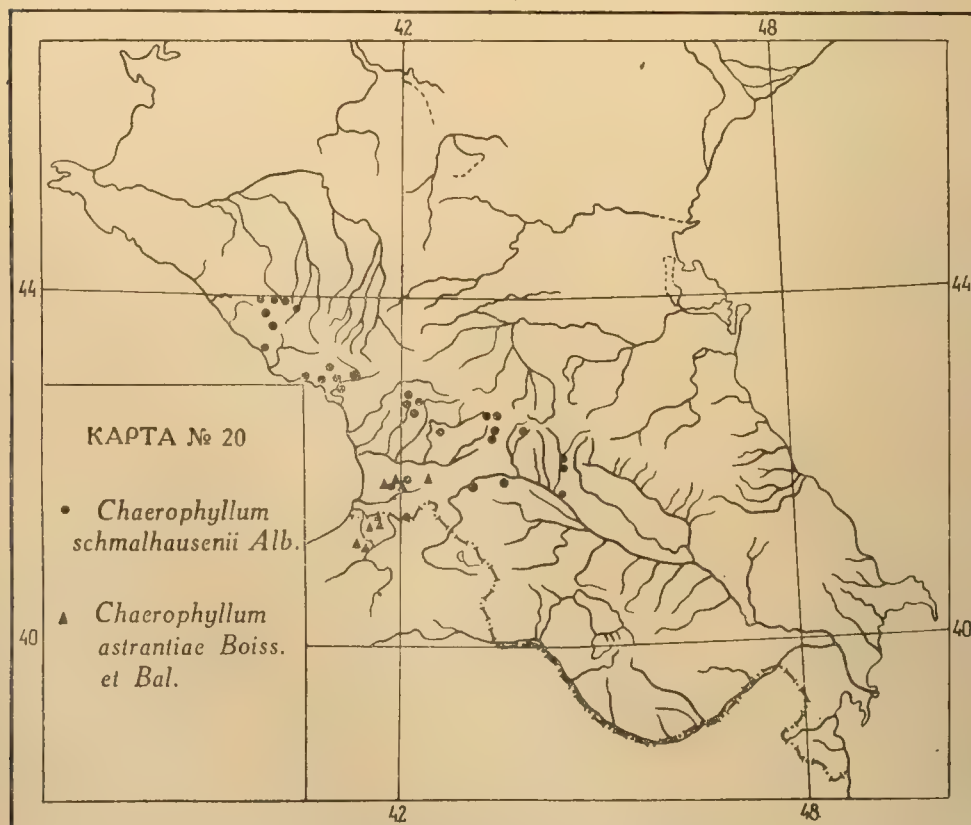 42 48
44 44
КАРТА № 20
Chaerophyllum
schmalhausenii Alb.
Chaerophyllum
astrantiae Boiss.
et Bal.
40 40
42 48